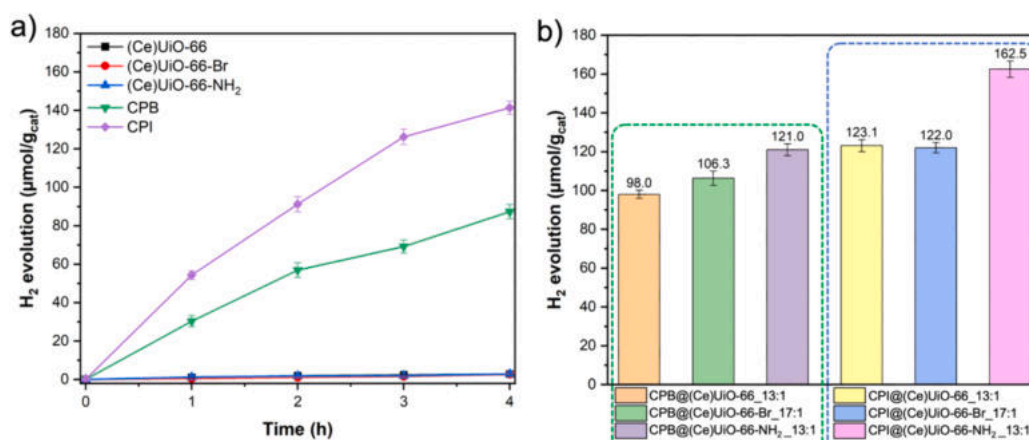 a)
(Ce)UiO-66
(Ce)UiO-66-Br
(Ce)UiO-66-NH₂
CPB
CPI
H₂ evolution (μmol/g_cat)
180
160
140
120
100
80
60
40
20
0
0 1 2 3 4
Time (h)
b)
H₂ evolution (μmol/g_cat)
180
160
140
120
100
80
60
40
20
0
98.0
106.3
121.0
123.1
122.0
162.5
CPB@(Ce)UiO-66_13:1
CPB@(Ce)UiO-66-Br_17:1
CPB@(Ce)UiO-66-NH₂_13:1
CPI@(Ce)UiO-66_13:1
CPI@(Ce)UiO-66-Br_17:1
CPI@(Ce)UiO-66-NH₂_13:1